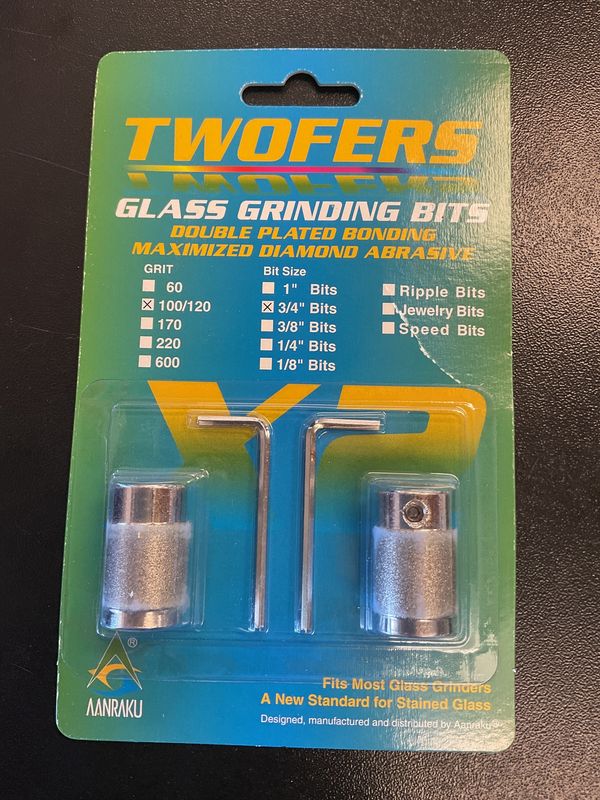 TWOFERS
GLASS GRINDING BITS
DOUBLE PLATED BONDING
MAXIMIZED DIAMOND ABRASIVE
GRIT
60
100/120
170
220
600
Bit Size
1" Bits
3/4" Bits
3/8" Bits
1/4" Bits
1/8" Bits
Ripple Bits
Jewelry Bits
Speed Bits
XP
®
AANRAKU
Fits Most Glass Grinders
A New Standard for Stained Glass
Designed, manufactured and distributed by Aanraku®